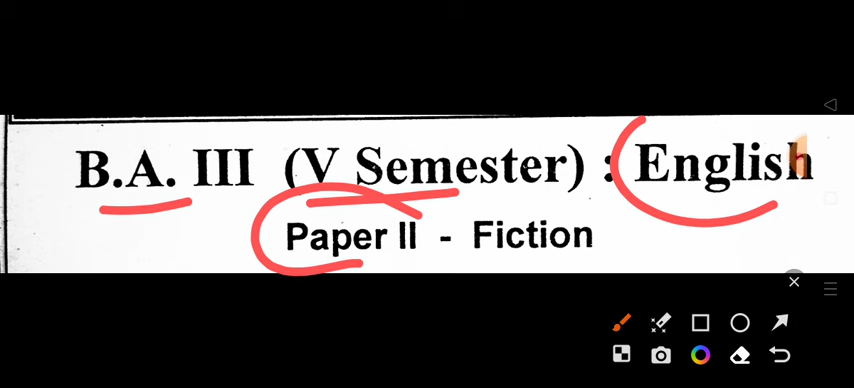 B.A. III (V Semester) : English
Paper II - Fiction